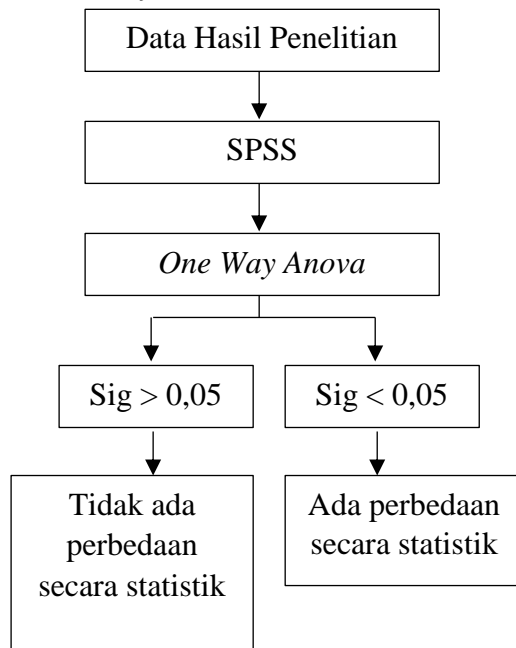 Data Hasil Penelitian
SPSS
One Way Anova
Sig > 0,05
Sig < 0,05
Tidak ada
perbedaan
secara statistik
Ada perbedaan
secara statistik